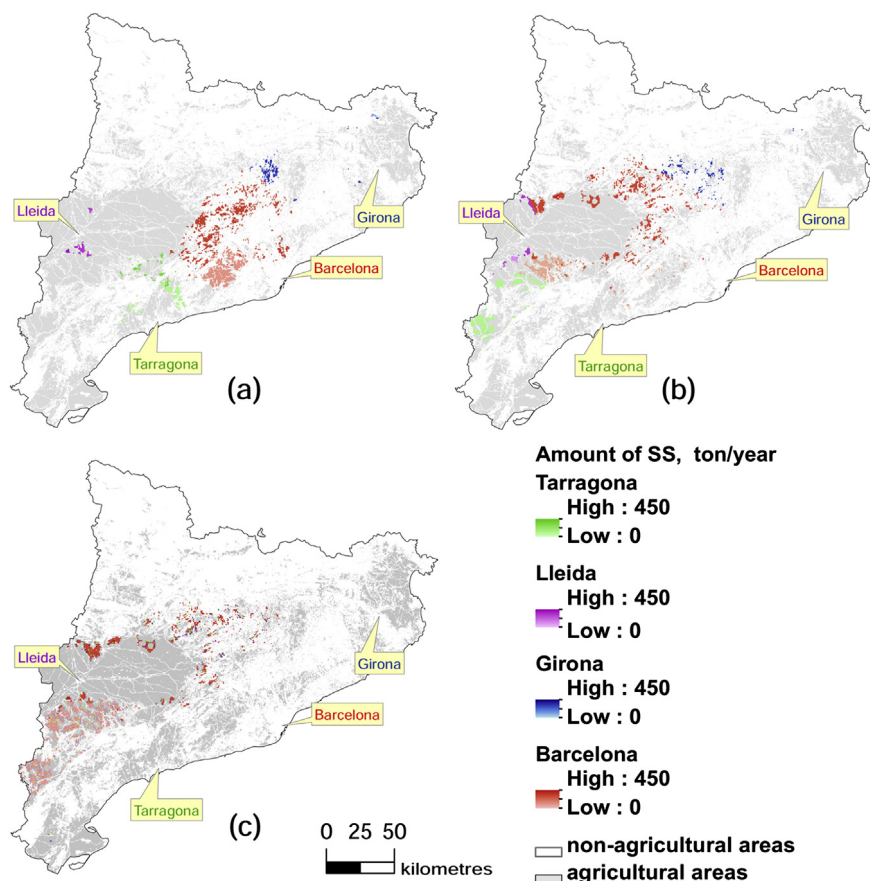 Lleida
Girona
Barcelona
Tarragona
(a)
Lleida
Girona
Barcelona
Tarragona
(b)
Lleida
Girona
Barcelona
Tarragona
(c)
0 25 50
kilometres
Amount of SS, ton/year
Tarragona
High : 450
Low : 0
Lleida
High : 450
Low : 0
Girona
High : 450
Low : 0
Barcelona
High : 450
Low : 0
non-agricultural areas
agricultural areas